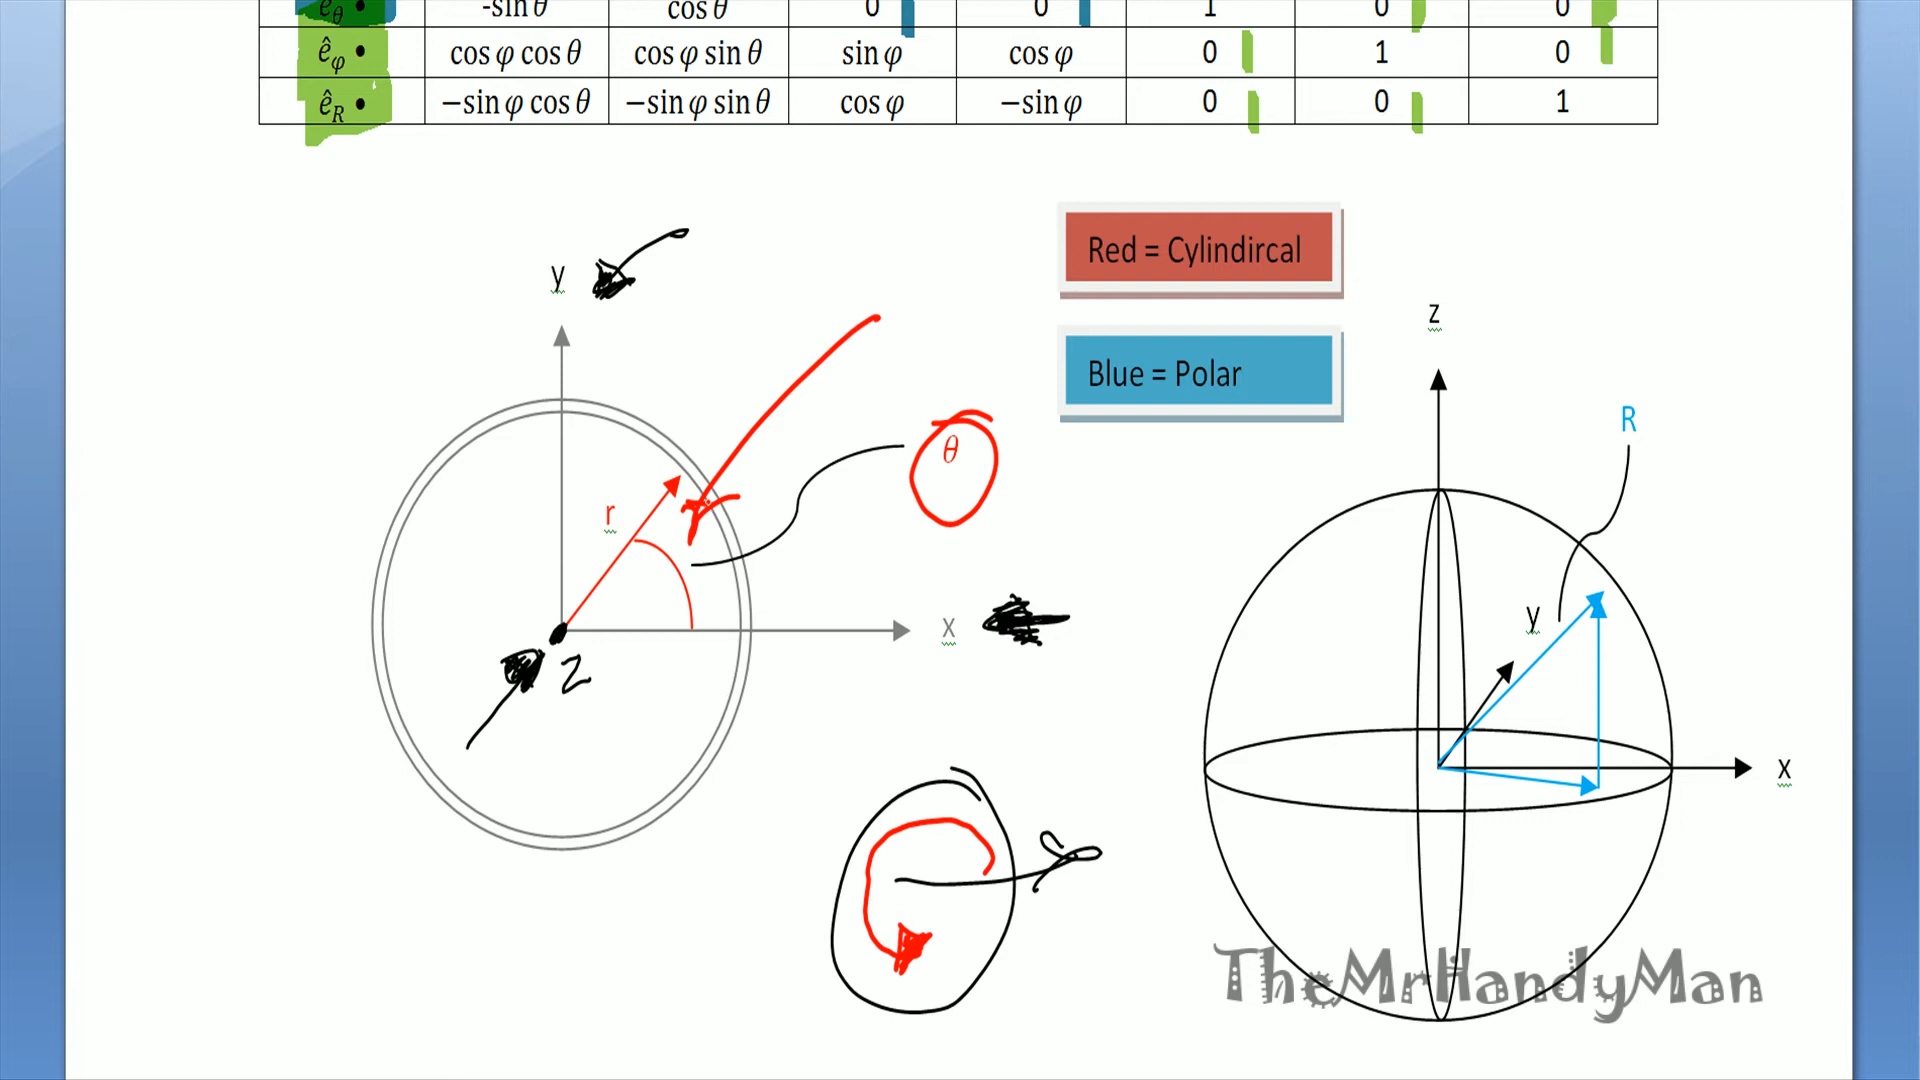 ê_θ • -sin θ cos θ 0 0 1 0 0
ê_φ • cos φ cos θ cos φ sin θ sin φ cos φ 0 1 0
ê_R • −sin φ cos θ −sin φ sin θ cos φ −sin φ 0 0 1
Red = Cylindircal
y
z
Blue = Polar
R
θ
r
y
x
z
x
TheMrHandyMan